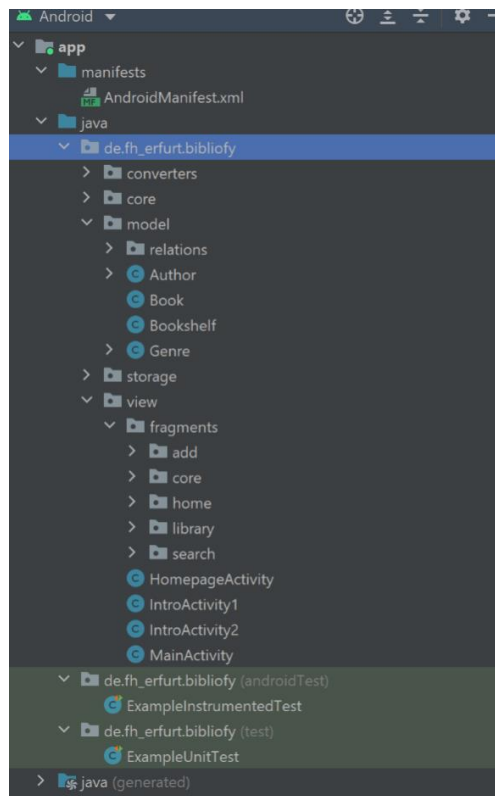 Android
app
manifests
MF AndroidManifest.xml
java
de.fh_erfurt.bibliofy
converters
core
model
relations
C Author
C Book
C Bookshelf
C Genre
storage
view
fragments
add
core
home
library
search
C HomepageActivity
C IntroActivity1
C IntroActivity2
C MainActivity
de.fh_erfurt.bibliofy (androidTest)
C ExampleInstrumentedTest
de.fh_erfurt.bibliofy (test)
C ExampleUnitTest
java (generated)